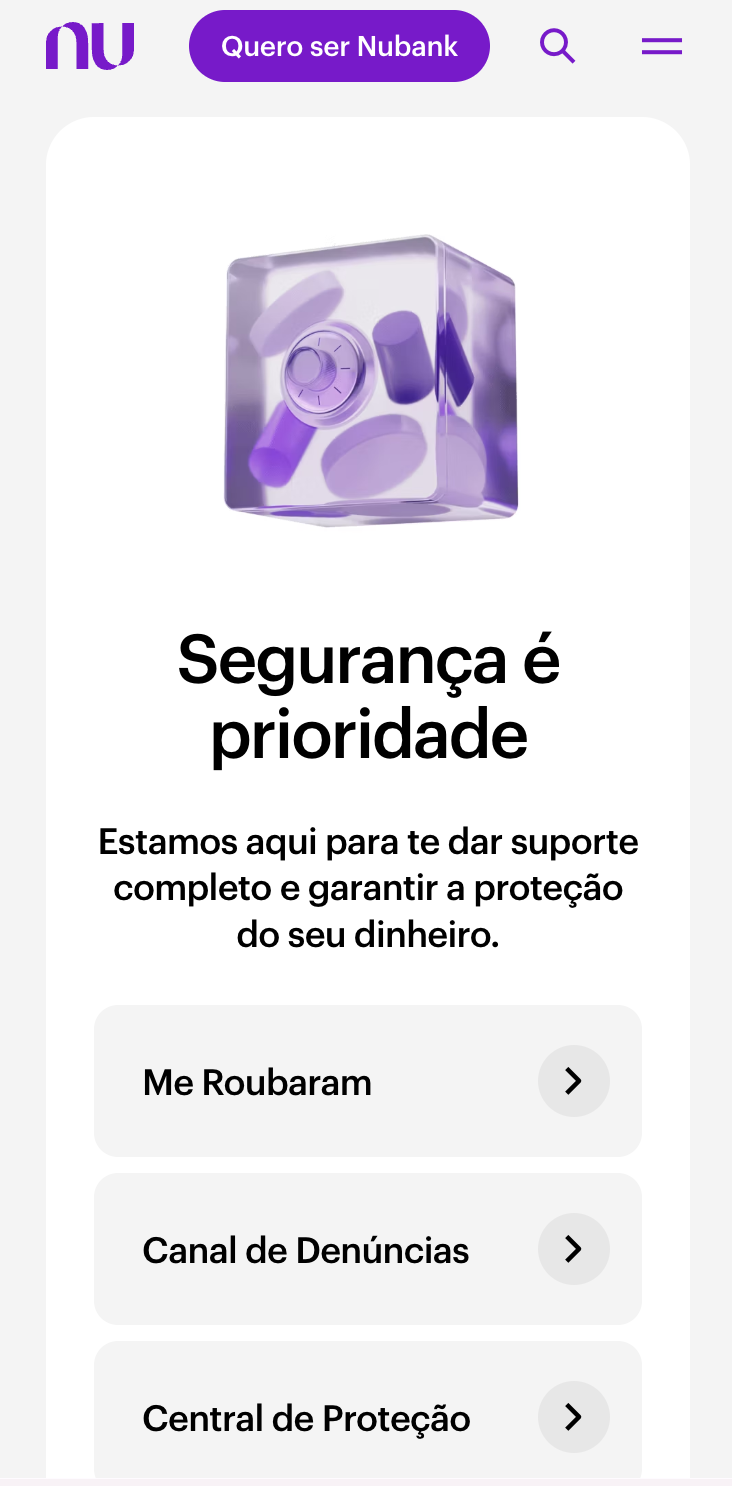 nu
Quero ser Nubank
Segurança é
prioridade
Estamos aqui para te dar suporte
completo e garantir a proteção
do seu dinheiro.
Me Roubaram
Canal de Denúncias
Central de Proteção